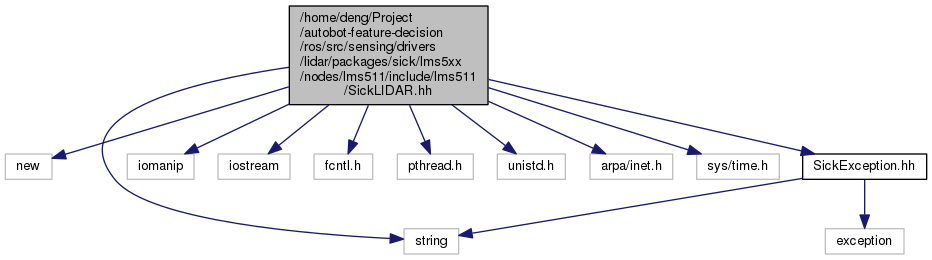 /home/deng/Project
/autobot-feature-decision
/ros/src/sensing/drivers
/lidar/packages/sick/lms5xx
/nodes/lms511/include/lms511
/SickLIDAR.hh
new
iomanip
iostream
fcntl.h
pthread.h
unistd.h
arpa/inet.h
sys/time.h
SickException.hh
string
exception